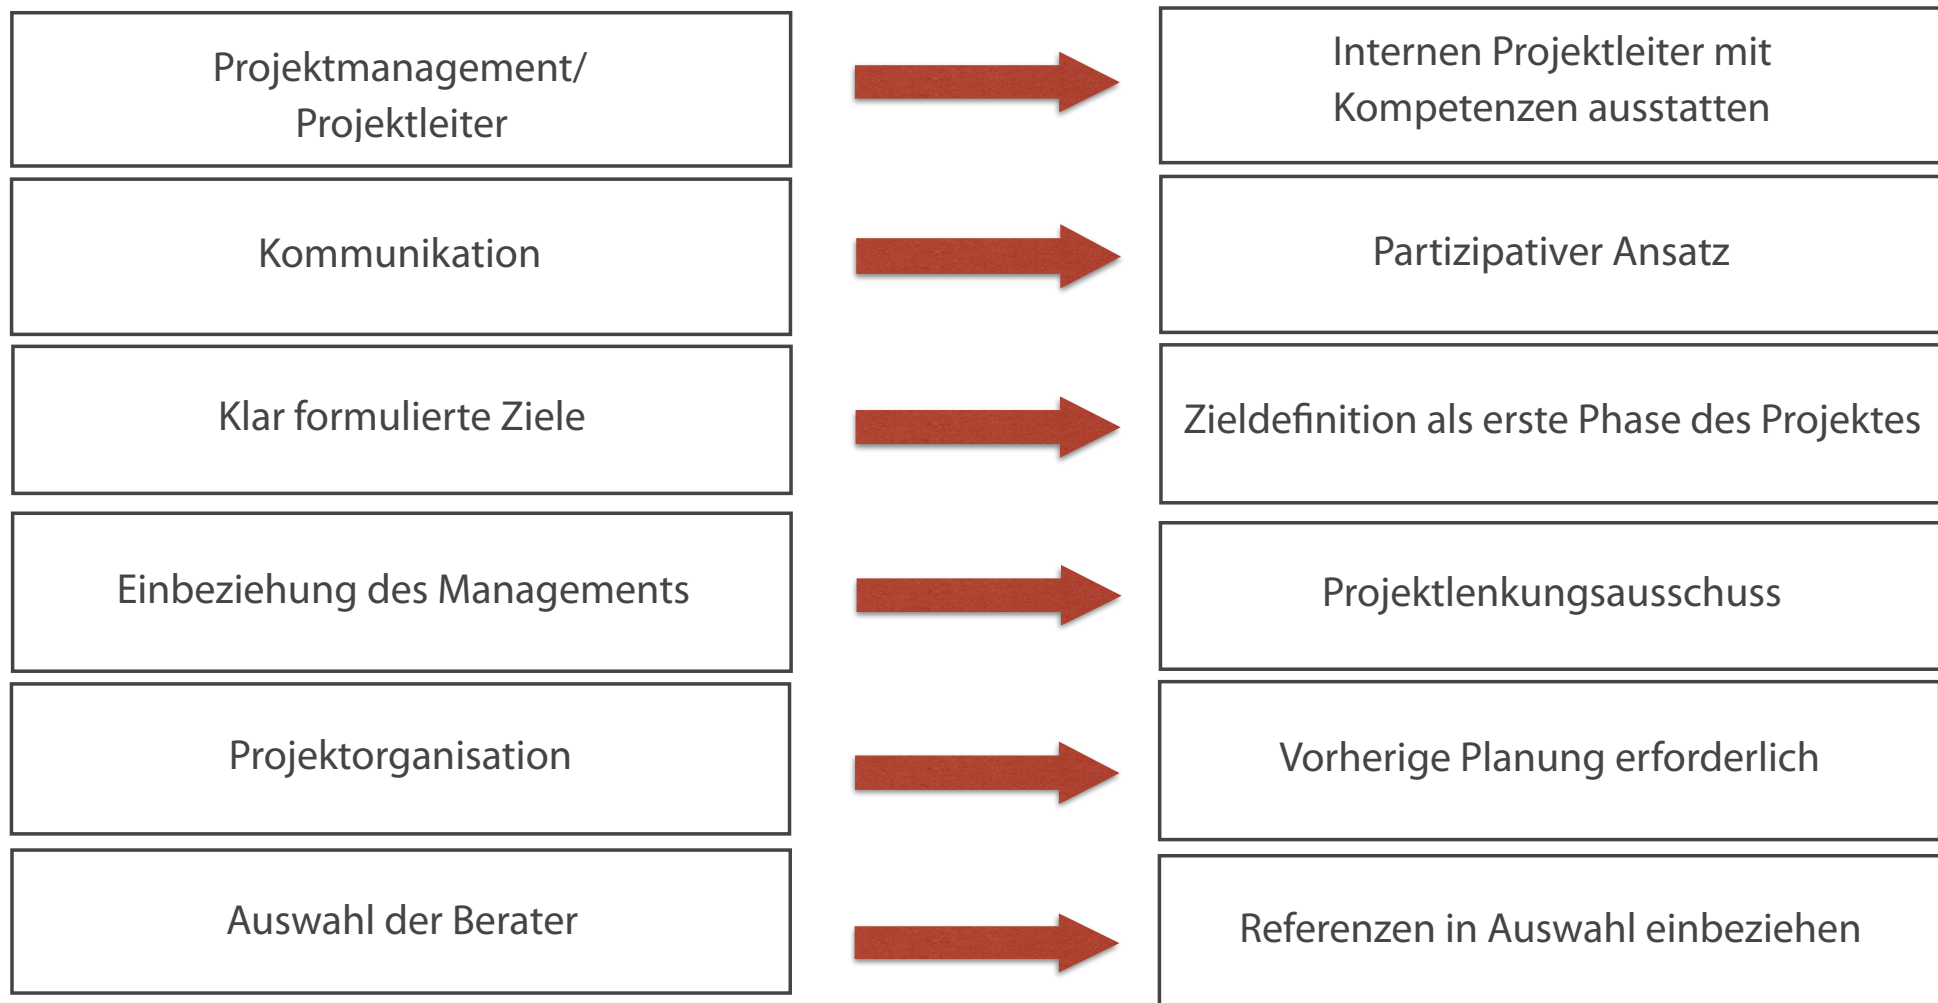 Projektmanagement/
Projektleiter
Internen Projektleiter mit
Kompetenzen ausstatten
Kommunikation
Partizipativer Ansatz
Klar formulierte Ziele
Zieldefinition als erste Phase des Projektes
Einbeziehung des Managements
Projektlenkungsausschuss
Projektorganisation
Vorherige Planung erforderlich
Auswahl der Berater
Referenzen in Auswahl einbeziehen